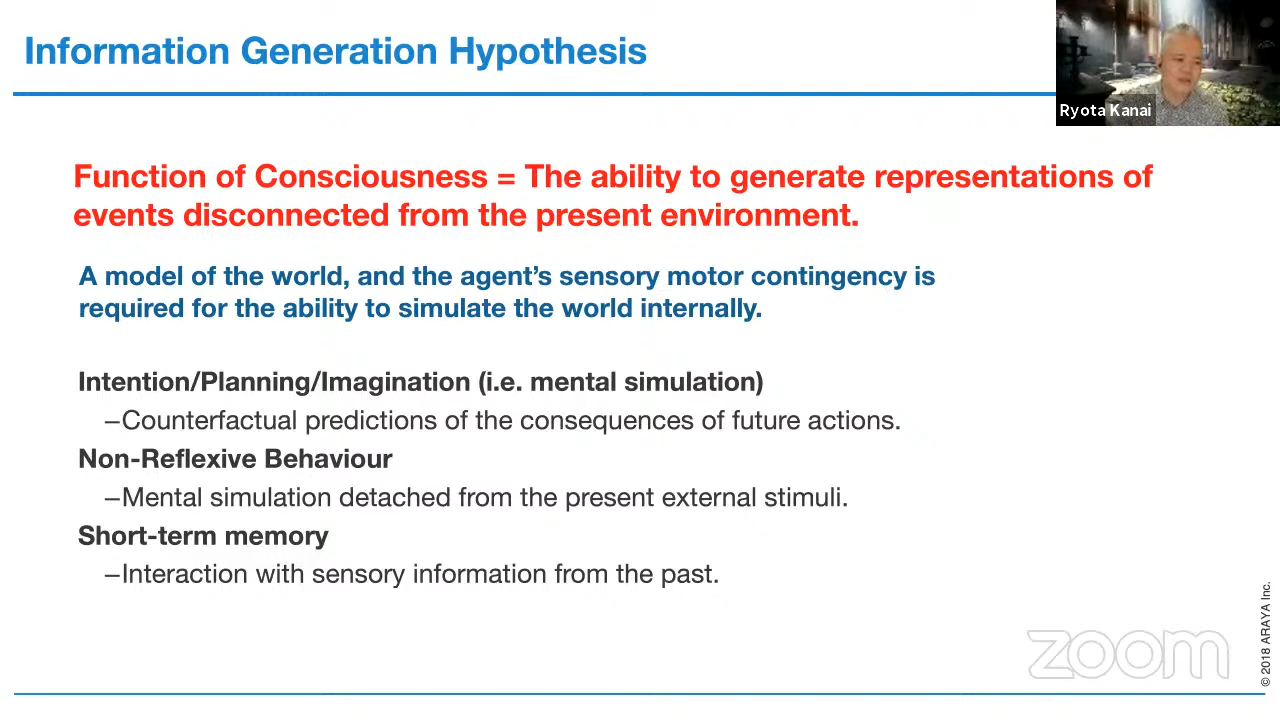 Information Generation Hypothesis
Ryota Kanai
Function of Consciousness = The ability to generate representations of
events disconnected from the present environment.
A model of the world, and the agent’s sensory motor contingency is
required for the ability to simulate the world internally.
Intention/Planning/Imagination (i.e. mental simulation)
–Counterfactual predictions of the consequences of future actions.
Non-Reflexive Behaviour
–Mental simulation detached from the present external stimuli.
Short-term memory
–Interaction with sensory information from the past.
zoom
© 2018 ARAYA Inc.